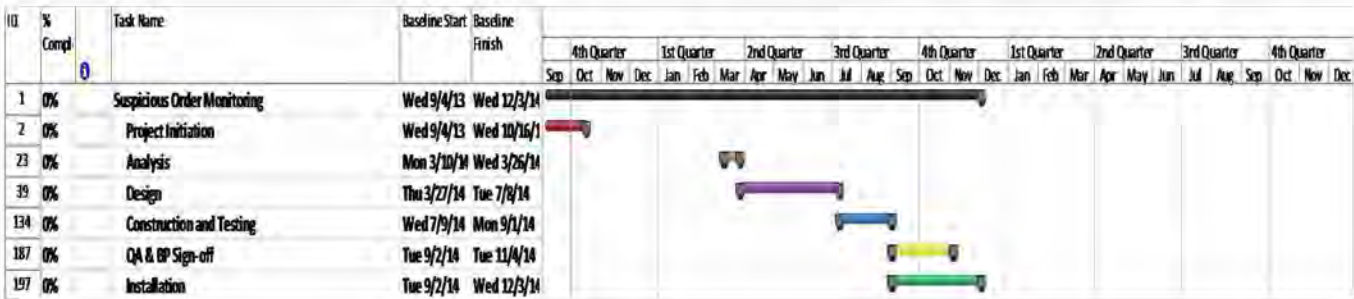 ID % Compl Task Name Baseline Start Baseline Finish
4th Quarter 1st Quarter 2nd Quarter 3rd Quarter 4th Quarter 1st Quarter 2nd Quarter 3rd Quarter 4th Quarter
Sep Oct Nov Dec Jan Feb Mar Apr May Jun Jul Aug Sep Oct Nov Dec Jan Feb Mar Apr May Jun Jul Aug Sep Oct Nov Dec
1 0% Suspicious Order Monitoring Wed 9/4/13 Wed 12/3/14
2 0% Project Initiation Wed 9/4/13 Wed 10/16/1
23 0% Analysis Mon 3/10/14 Wed 3/26/14
39 0% Design Thu 3/27/14 Tue 7/8/14
134 0% Construction and Testing Wed 7/9/14 Mon 9/1/14
187 0% QA & BP Sign-off Tue 9/2/14 Tue 11/4/14
197 0% Installation Tue 9/2/14 Wed 12/3/14